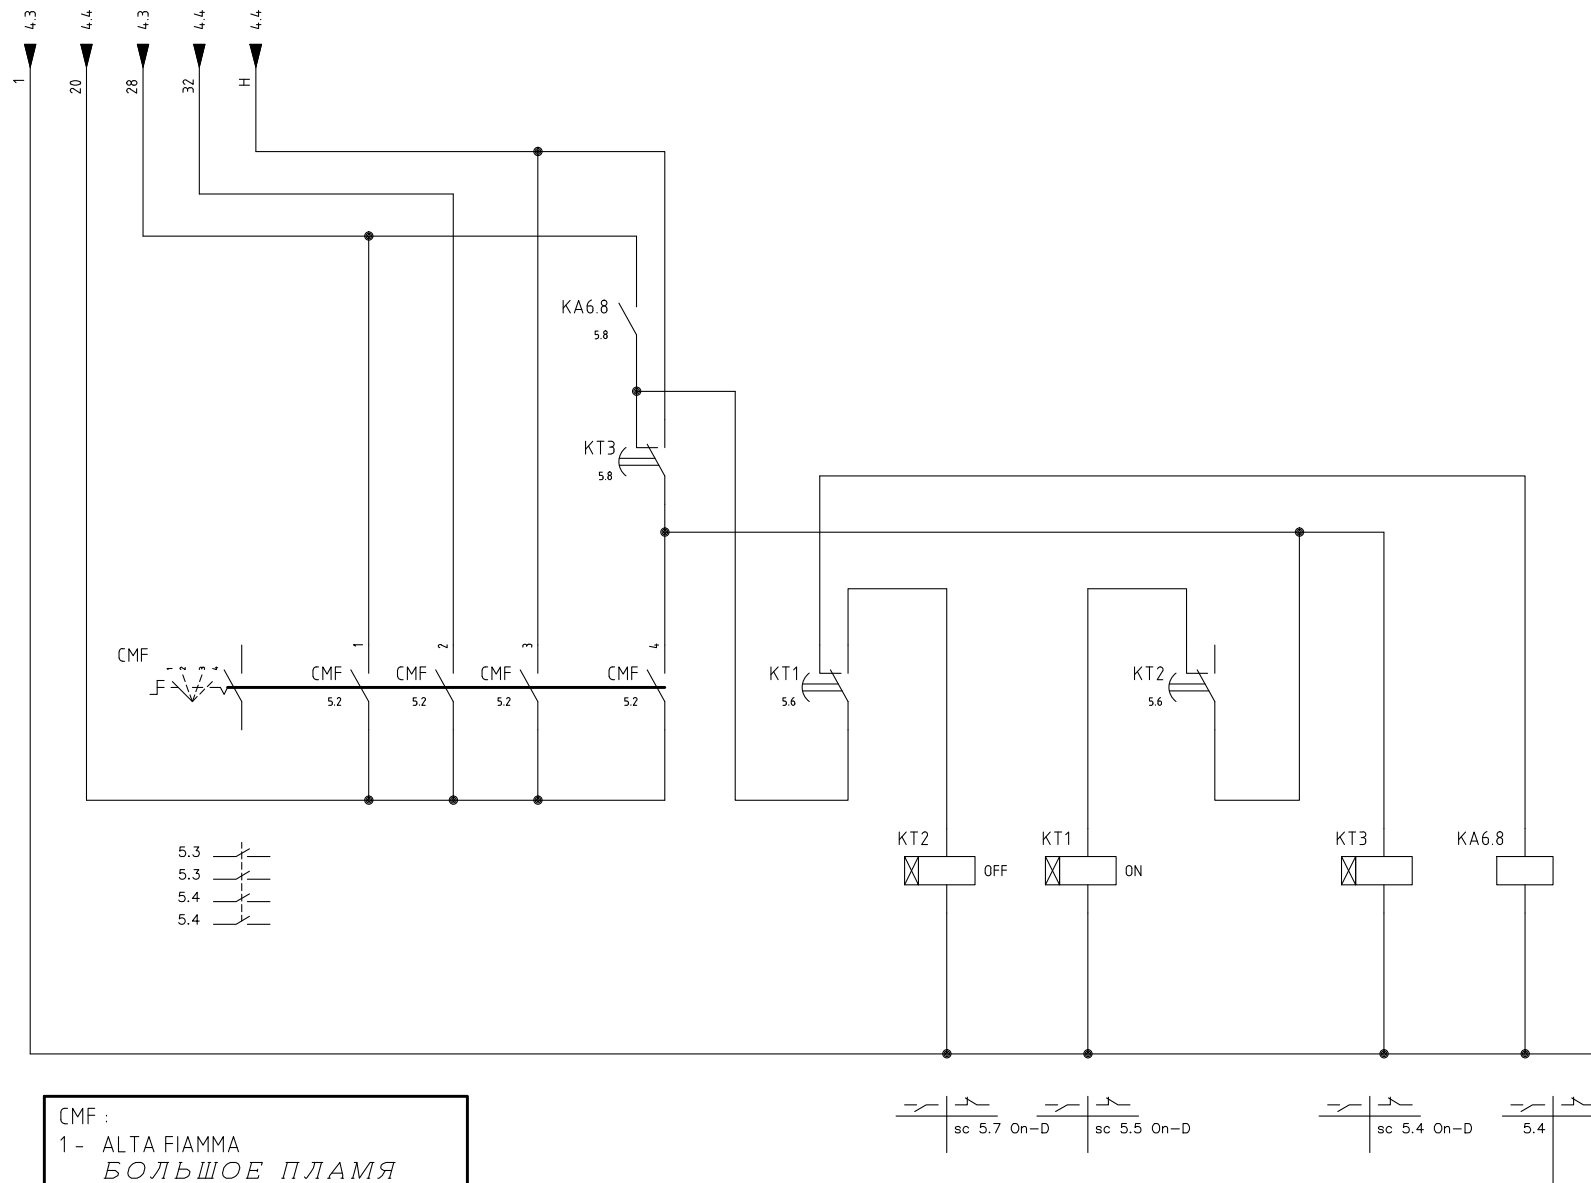 4.3 4.4 4.3 4.4 4.4
1 20 28 32 H
KA6.8
5.8
KT3
5.8
1 2 3 4
CMF
1 2 3 4
CMF CMF CMF CMF KT1 KT2
5.2 5.2 5.2 5.2 5.6 5.6
KT2 KT1 KT3 KA6.8
OFF ON
5.3
5.3
5.4
5.4
sc 5.7 On-D sc 5.5 On-D sc 5.4 On-D 5.4
CMF :
1 - ALTA FIAMMA
БОЛЬШОЕ ПЛАМЯ